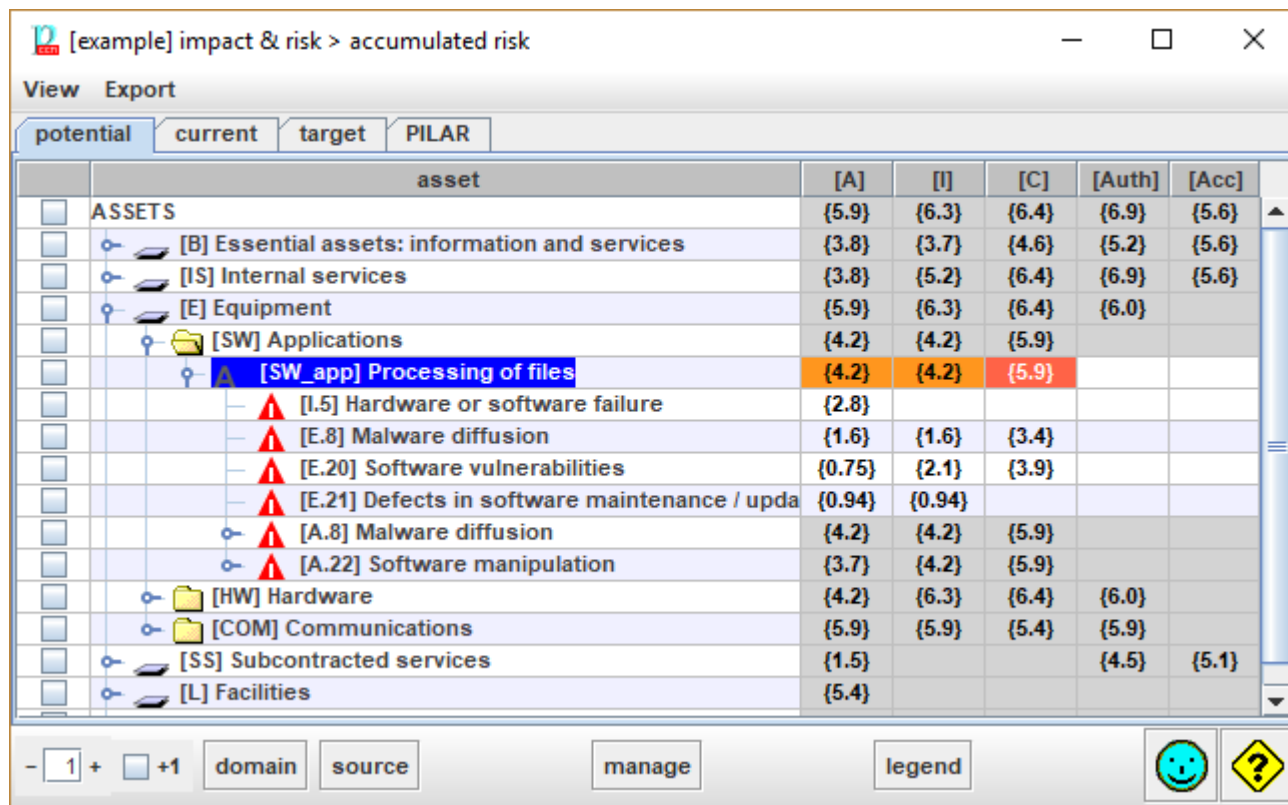 [example] impact & risk > accumulated risk
View Export
potential current target PILAR
asset [A] [I] [C] [Auth] [Acc]
ASSETS {5.9} {6.3} {6.4} {6.9} {5.6}
[B] Essential assets: information and services {3.8} {3.7} {4.6} {5.2} {5.6}
[IS] Internal services {3.8} {5.2} {6.4} {6.9} {5.6}
[E] Equipment {5.9} {6.3} {6.4} {6.0}
[SW] Applications {4.2} {4.2} {5.9}
A [SW_app] Processing of files {4.2} {4.2} {5.9}
[I.5] Hardware or software failure {2.8}
[E.8] Malware diffusion {1.6} {1.6} {3.4}
[E.20] Software vulnerabilities {0.75} {2.1} {3.9}
[E.21] Defects in software maintenance / upda {0.94} {0.94}
[A.8] Malware diffusion {4.2} {4.2} {5.9}
[A.22] Software manipulation {3.7} {4.2} {5.9}
[HW] Hardware {4.2} {6.3} {6.4} {6.0}
[COM] Communications {5.9} {5.9} {5.4} {5.9}
[SS] Subcontracted services {1.5} {4.5} {5.1}
[L] Facilities {5.4}
- 1 + +1 domain source manage legend ?